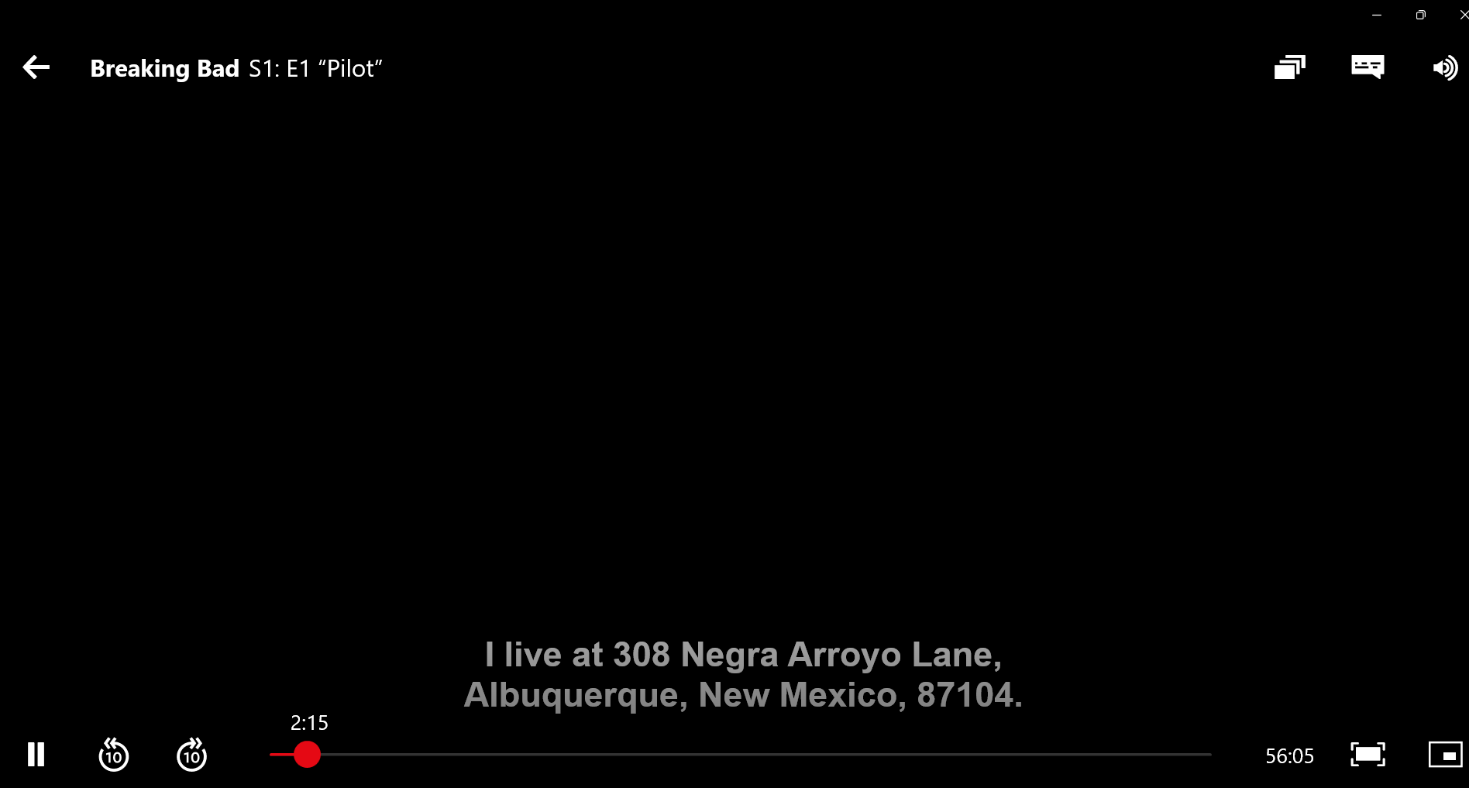 Breaking Bad S1: E1 “Pilot”
I live at 308 Negra Arroyo Lane,
Albuquerque, New Mexico, 87104.
2:15
10
10
56:05